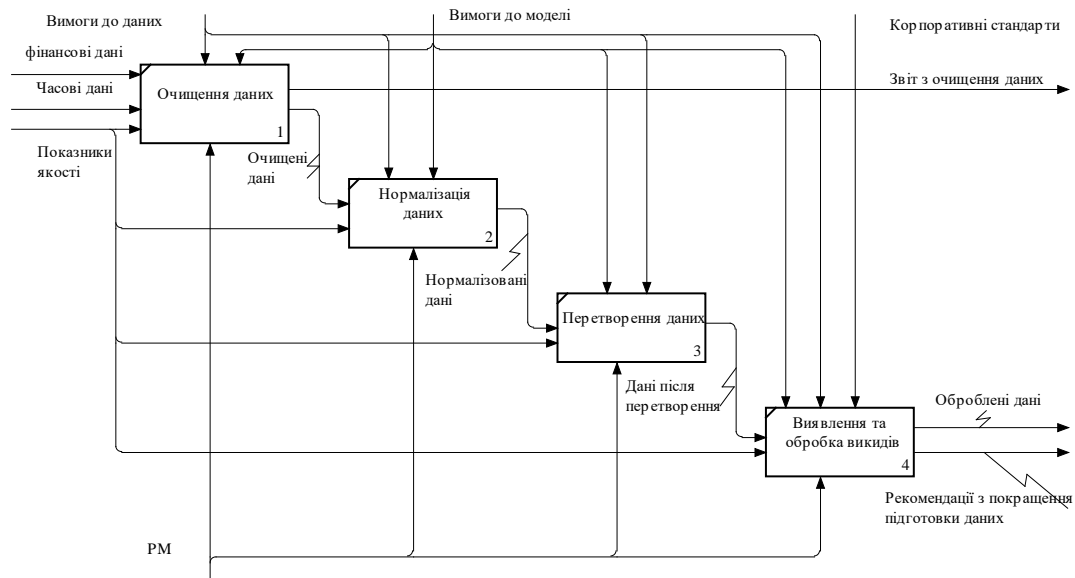 Вимоги до даних
Вимоги до моделі
Корпоративні стандарти
фінансові дані
Часові дані
Показники
якості
Очищення даних
1
Звіт з очищення даних
Очищені
дані
Нормалізація
даних
2
Нормалізовані
дані
Перетворення даних
3
Дані після
перетворення
Виявлення та
обробка викидів
4
Оброблені дані
Рекомендації з покращення
підготовки даних
РМ